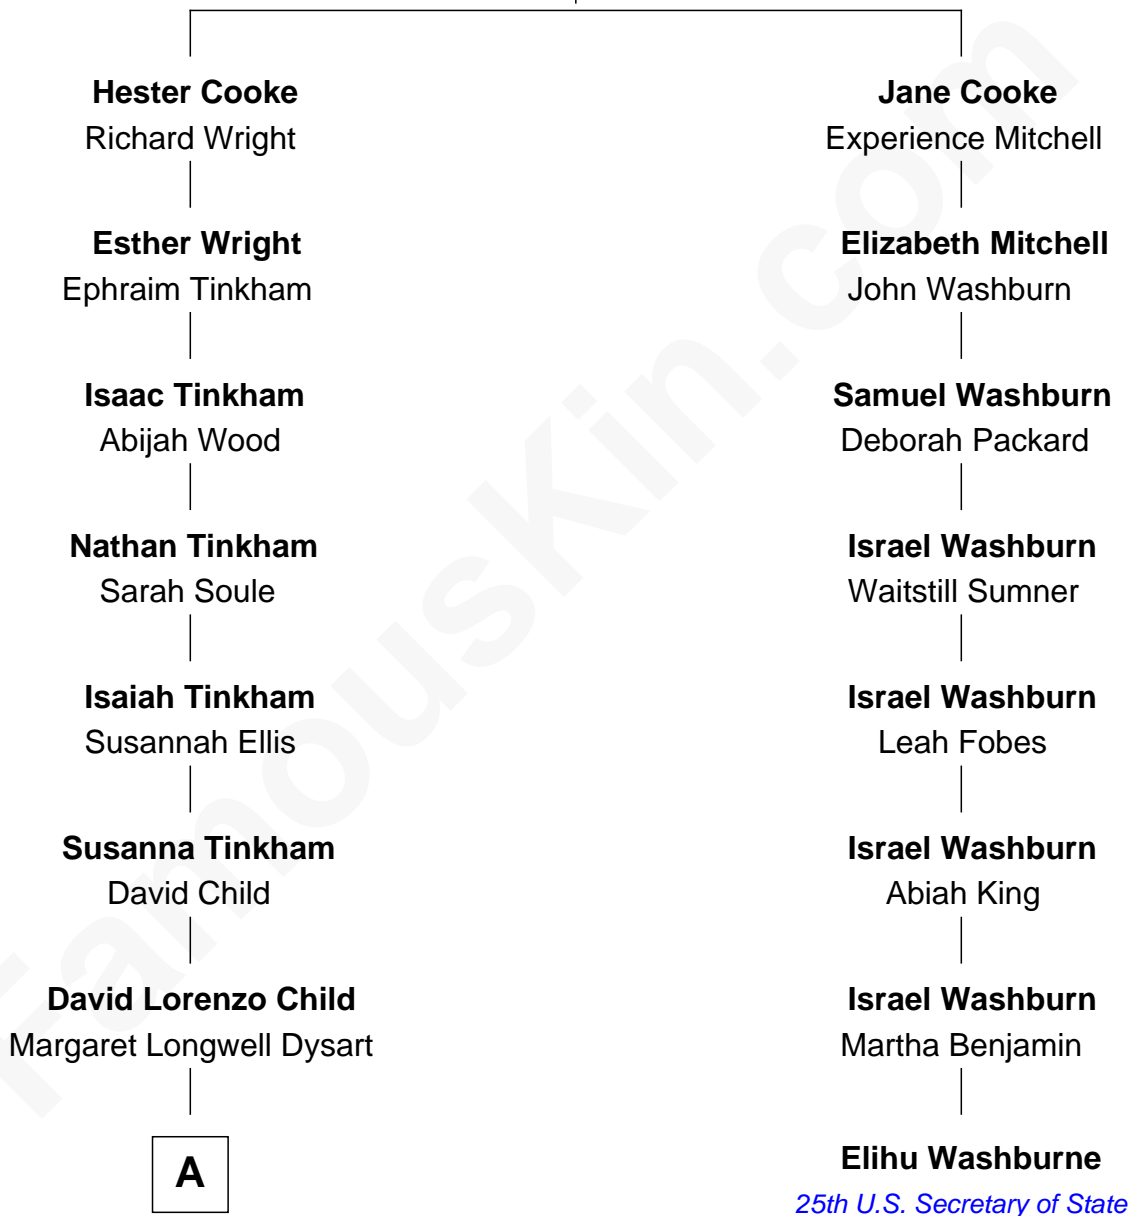 Hester Cooke
Richard Wright
Jane Cooke
Experience Mitchell
Esther Wright
Ephraim Tinkham
Elizabeth Mitchell
John Washburn
Isaac Tinkham
Abijah Wood
Samuel Washburn
Deborah Packard
Nathan Tinkham
Sarah Soule
Israel Washburn
Waitstill Sumner
Isaiah Tinkham
Susannah Ellis
Israel Washburn
Leah Fobes
Susanna Tinkham
David Child
Israel Washburn
Abiah King
David Lorenzo Child
Margaret Longwell Dysart
Israel Washburn
Martha Benjamin
A
Elihu Washburne
25th U.S. Secretary of State
FamousKin.com